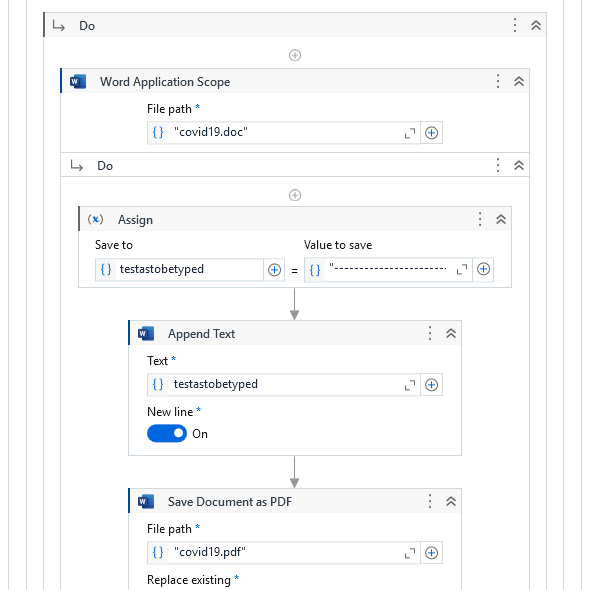 Do
Word Application Scope
File path *
"covid19.doc"
Do
Assign
Save to
Value to save
testastobetyped
=
"------------------------
Append Text
Text *
testastobetyped
New line *
On
Save Document as PDF
File path *
"covid19.pdf"
Replace existing *